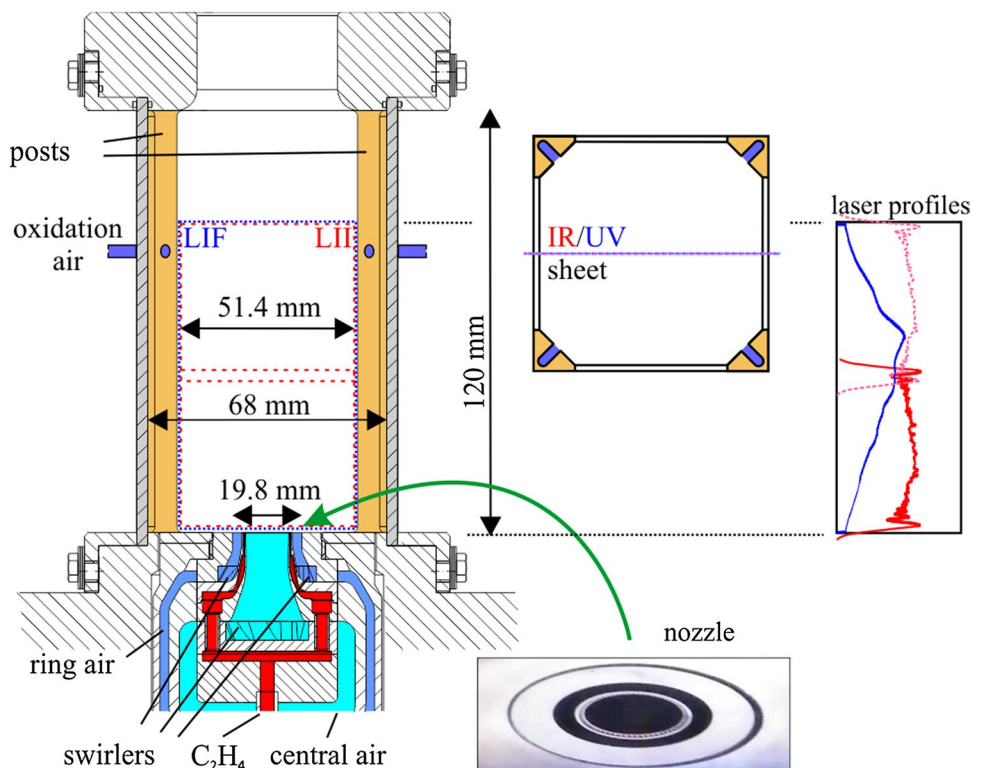 posts
oxidation
air
LIF
LII
51.4 mm
68 mm
19.8 mm
120 mm
IR/UV
sheet
laser profiles
nozzle
ring air
swirlers
C₂H₄
central air